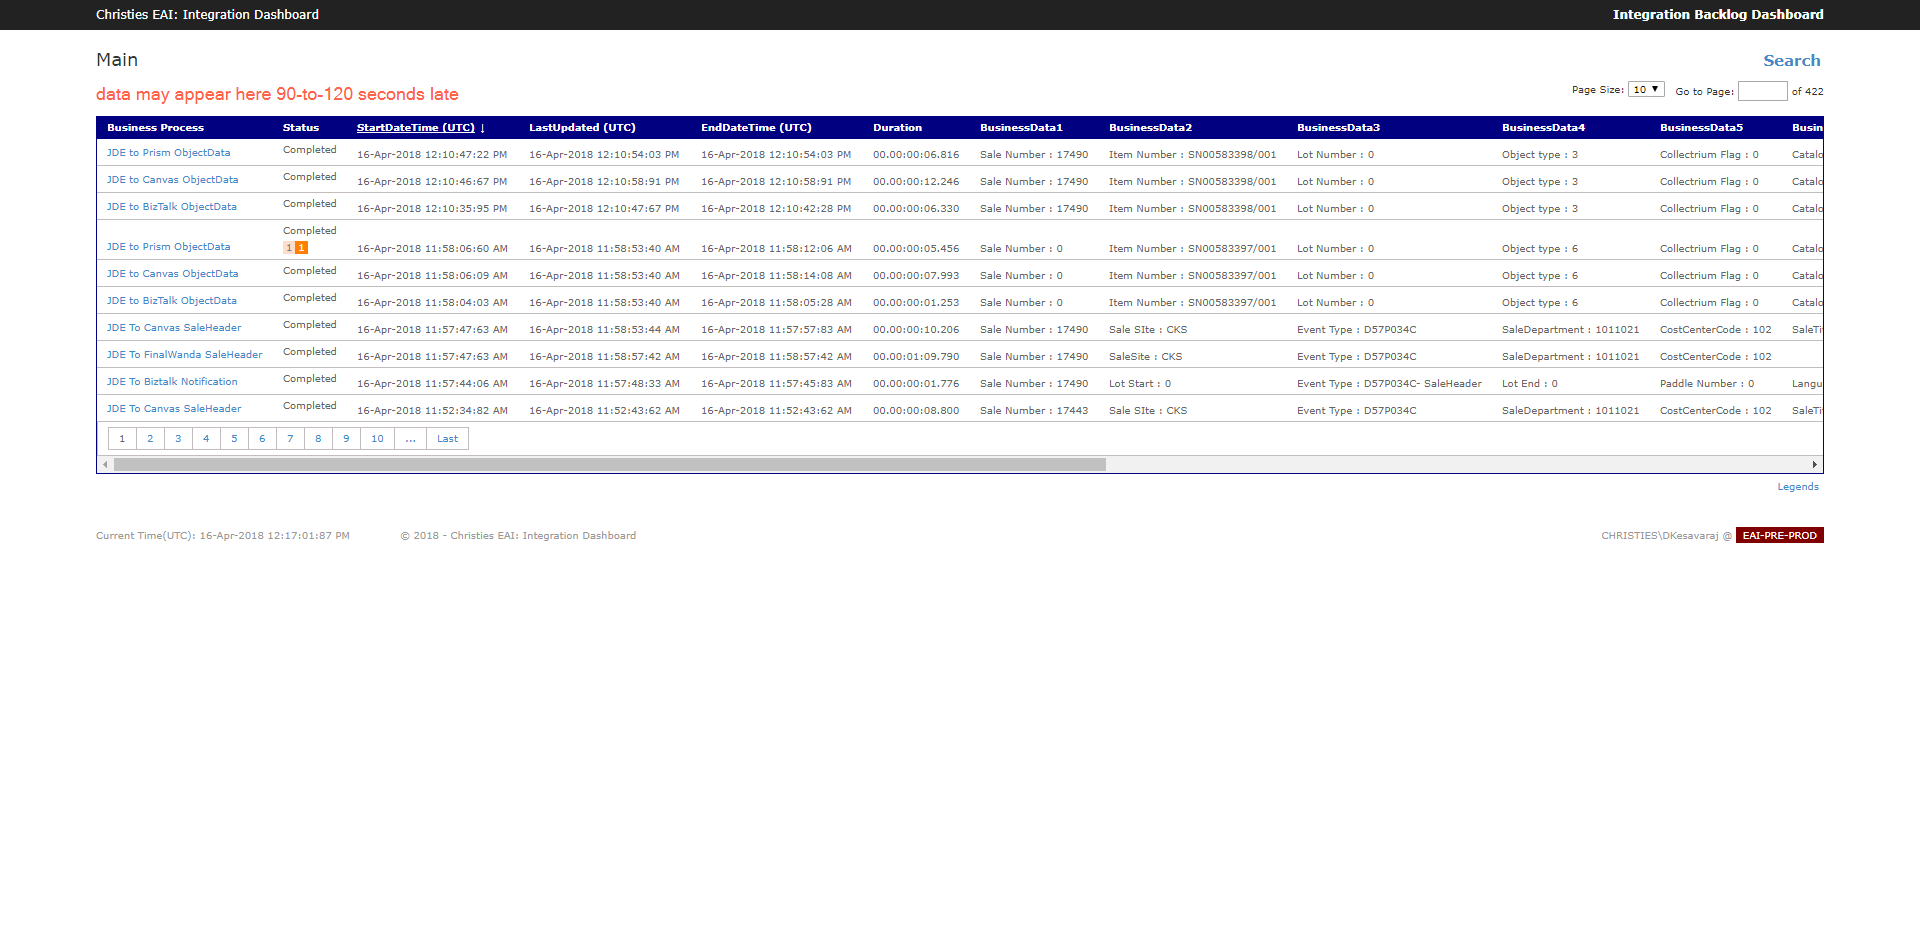 Christies EAI: Integration Dashboard Integration Backlog Dashboard
Main Search
data may appear here 90-to-120 seconds late Page Size: 10 Go to Page: of 422
Business Process Status StartDateTime (UTC) ↓ LastUpdated (UTC) EndDateTime (UTC) Duration BusinessData1 BusinessData2 BusinessData3 BusinessData4 BusinessData5 Busin
JDE to Prism ObjectData Completed 16-Apr-2018 12:10:47:22 PM 16-Apr-2018 12:10:54:03 PM 16-Apr-2018 12:10:54:03 PM 00.00:00:06.816 Sale Number : 17490 Item Number : SN00583398/001 Lot Number : 0 Object type : 3 Collectrium Flag : 0 Catalo
JDE to Canvas ObjectData Completed 16-Apr-2018 12:10:46:67 PM 16-Apr-2018 12:10:58:91 PM 16-Apr-2018 12:10:58:91 PM 00.00:00:12.246 Sale Number : 17490 Item Number : SN00583398/001 Lot Number : 0 Object type : 3 Collectrium Flag : 0 Catalo
JDE to BizTalk ObjectData Completed 16-Apr-2018 12:10:35:95 PM 16-Apr-2018 12:10:47:67 PM 16-Apr-2018 12:10:42:28 PM 00.00:00:06.330 Sale Number : 17490 Item Number : SN00583398/001 Lot Number : 0 Object type : 3 Collectrium Flag : 0 Catalo
Completed
JDE to Prism ObjectData 1 1 16-Apr-2018 11:58:06:60 AM 16-Apr-2018 11:58:53:40 AM 16-Apr-2018 11:58:12:06 AM 00.00:00:05.456 Sale Number : 0 Item Number : SN00583397/001 Lot Number : 0 Object type : 6 Collectrium Flag : 0 Catalo
JDE to Canvas ObjectData Completed 16-Apr-2018 11:58:06:09 AM 16-Apr-2018 11:58:53:40 AM 16-Apr-2018 11:58:14:08 AM 00.00:00:07.993 Sale Number : 0 Item Number : SN00583397/001 Lot Number : 0 Object type : 6 Collectrium Flag : 0 Catalo
JDE to BizTalk ObjectData Completed 16-Apr-2018 11:58:04:03 AM 16-Apr-2018 11:58:53:40 AM 16-Apr-2018 11:58:05:28 AM 00.00:00:01.253 Sale Number : 0 Item Number : SN00583397/001 Lot Number : 0 Object type : 6 Collectrium Flag : 0 Catalo
JDE To Canvas SaleHeader Completed 16-Apr-2018 11:57:47:63 AM 16-Apr-2018 11:58:53:44 AM 16-Apr-2018 11:57:57:83 AM 00.00:00:10.206 Sale Number : 17490 Sale SIte : CKS Event Type : D57P034C SaleDepartment : 1011021 CostCenterCode : 102 SaleTi
JDE To FinalWanda SaleHeader Completed 16-Apr-2018 11:57:47:63 AM 16-Apr-2018 11:58:57:42 AM 16-Apr-2018 11:58:57:42 AM 00.00:01:09.790 Sale Number : 17490 SaleSite : CKS Event Type : D57P034C SaleDepartment : 1011021 CostCenterCode : 102
JDE To Biztalk Notification Completed 16-Apr-2018 11:57:44:06 AM 16-Apr-2018 11:57:48:33 AM 16-Apr-2018 11:57:45:83 AM 00.00:00:01.776 Sale Number : 17490 Lot Start : 0 Event Type : D57P034C- SaleHeader Lot End : 0 Paddle Number : 0 Langu
JDE To Canvas SaleHeader Completed 16-Apr-2018 11:52:34:82 AM 16-Apr-2018 11:52:43:62 AM 16-Apr-2018 11:52:43:62 AM 00.00:00:08.800 Sale Number : 17443 Sale SIte : CKS Event Type : D57P034C SaleDepartment : 1011021 CostCenterCode : 102 SaleTi
1 2 3 4 5 6 7 8 9 10 ... Last
Legends
Current Time(UTC): 16-Apr-2018 12:17:01:87 PM © 2018 - Christies EAI: Integration Dashboard CHRISTIES\DKesavaraj @ EAI-PRE-PROD